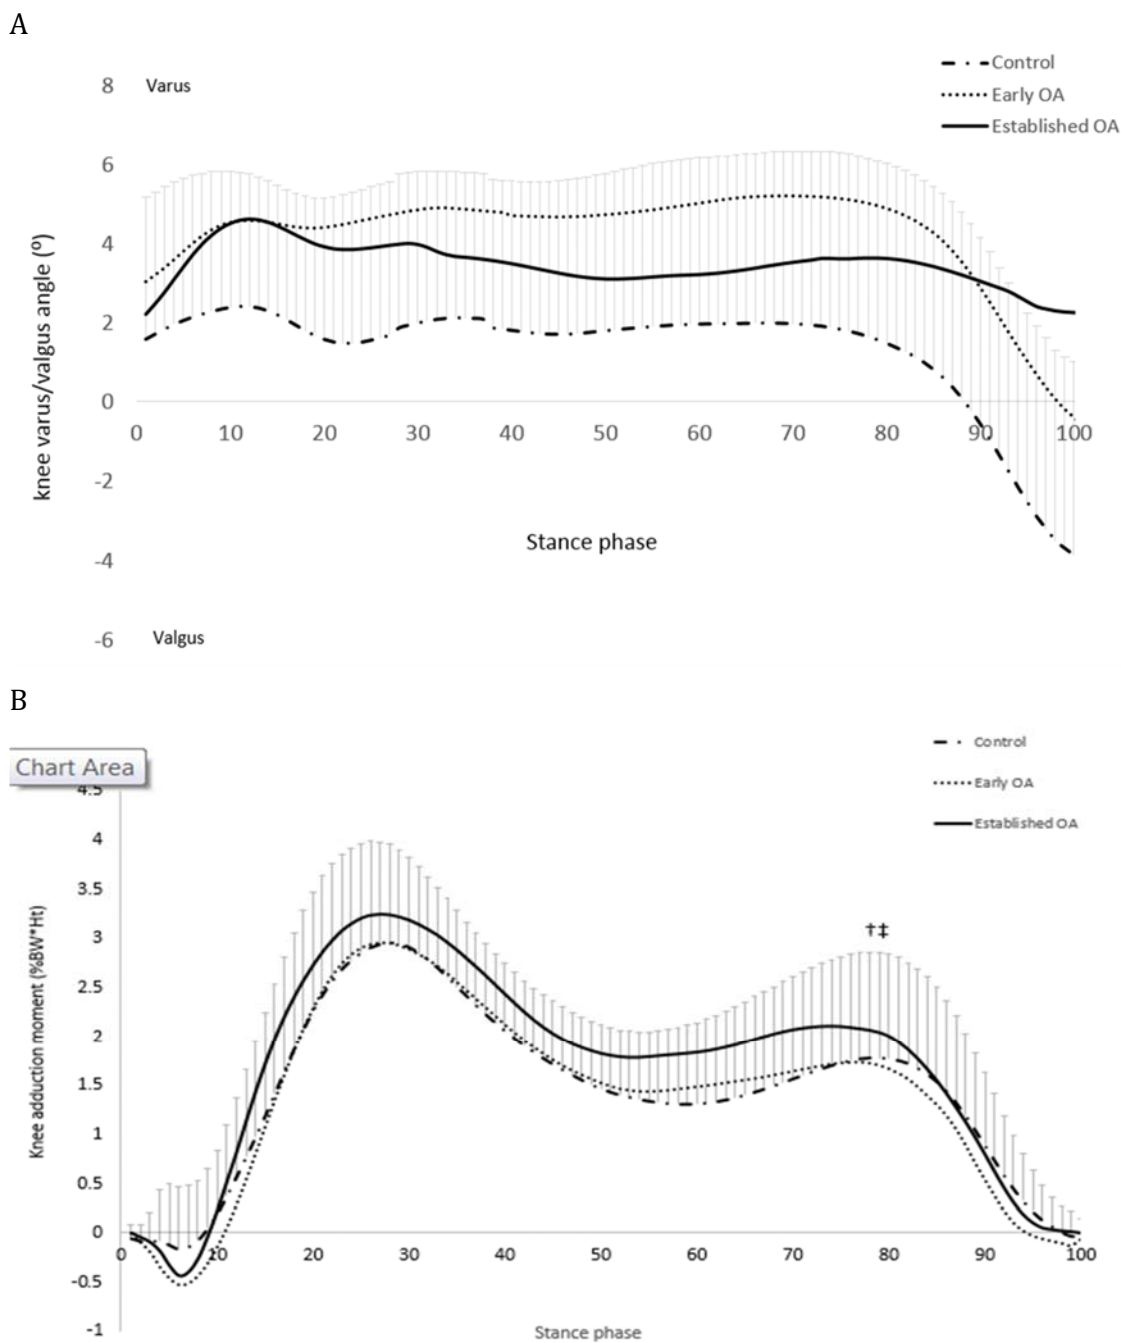 A
Control
Early OA
Established OA
8
Varus
6
4
2
0
-2
-4
-6
Valgus
knee varus/valgus angle (⁰)
0 10 20 30 40 50 60 70 80 90 100
Stance phase
B
Chart Area
Control
Early OA
Established OA
4.5
4
3.5
3
2.5
2
1.5
1
0.5
0
-0.5
-1
Knee adduction moment (%BW*Ht)
†‡
0 10 20 30 40 50 60 70 80 90 100
Stance phase